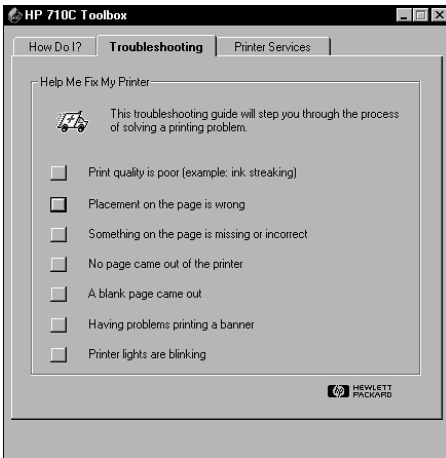 HP 710C Toolbox
How Do I?
Troubleshooting
Printer Services
Help Me Fix My Printer
This troubleshooting guide will step you through the process
of solving a printing problem.
Print quality is poor (example: ink streaking)
Placement on the page is wrong
Something on the page is missing or incorrect
No page came out of the printer
A blank page came out
Having problems printing a banner
Printer lights are blinking
hp HEWLETT
PACKARD